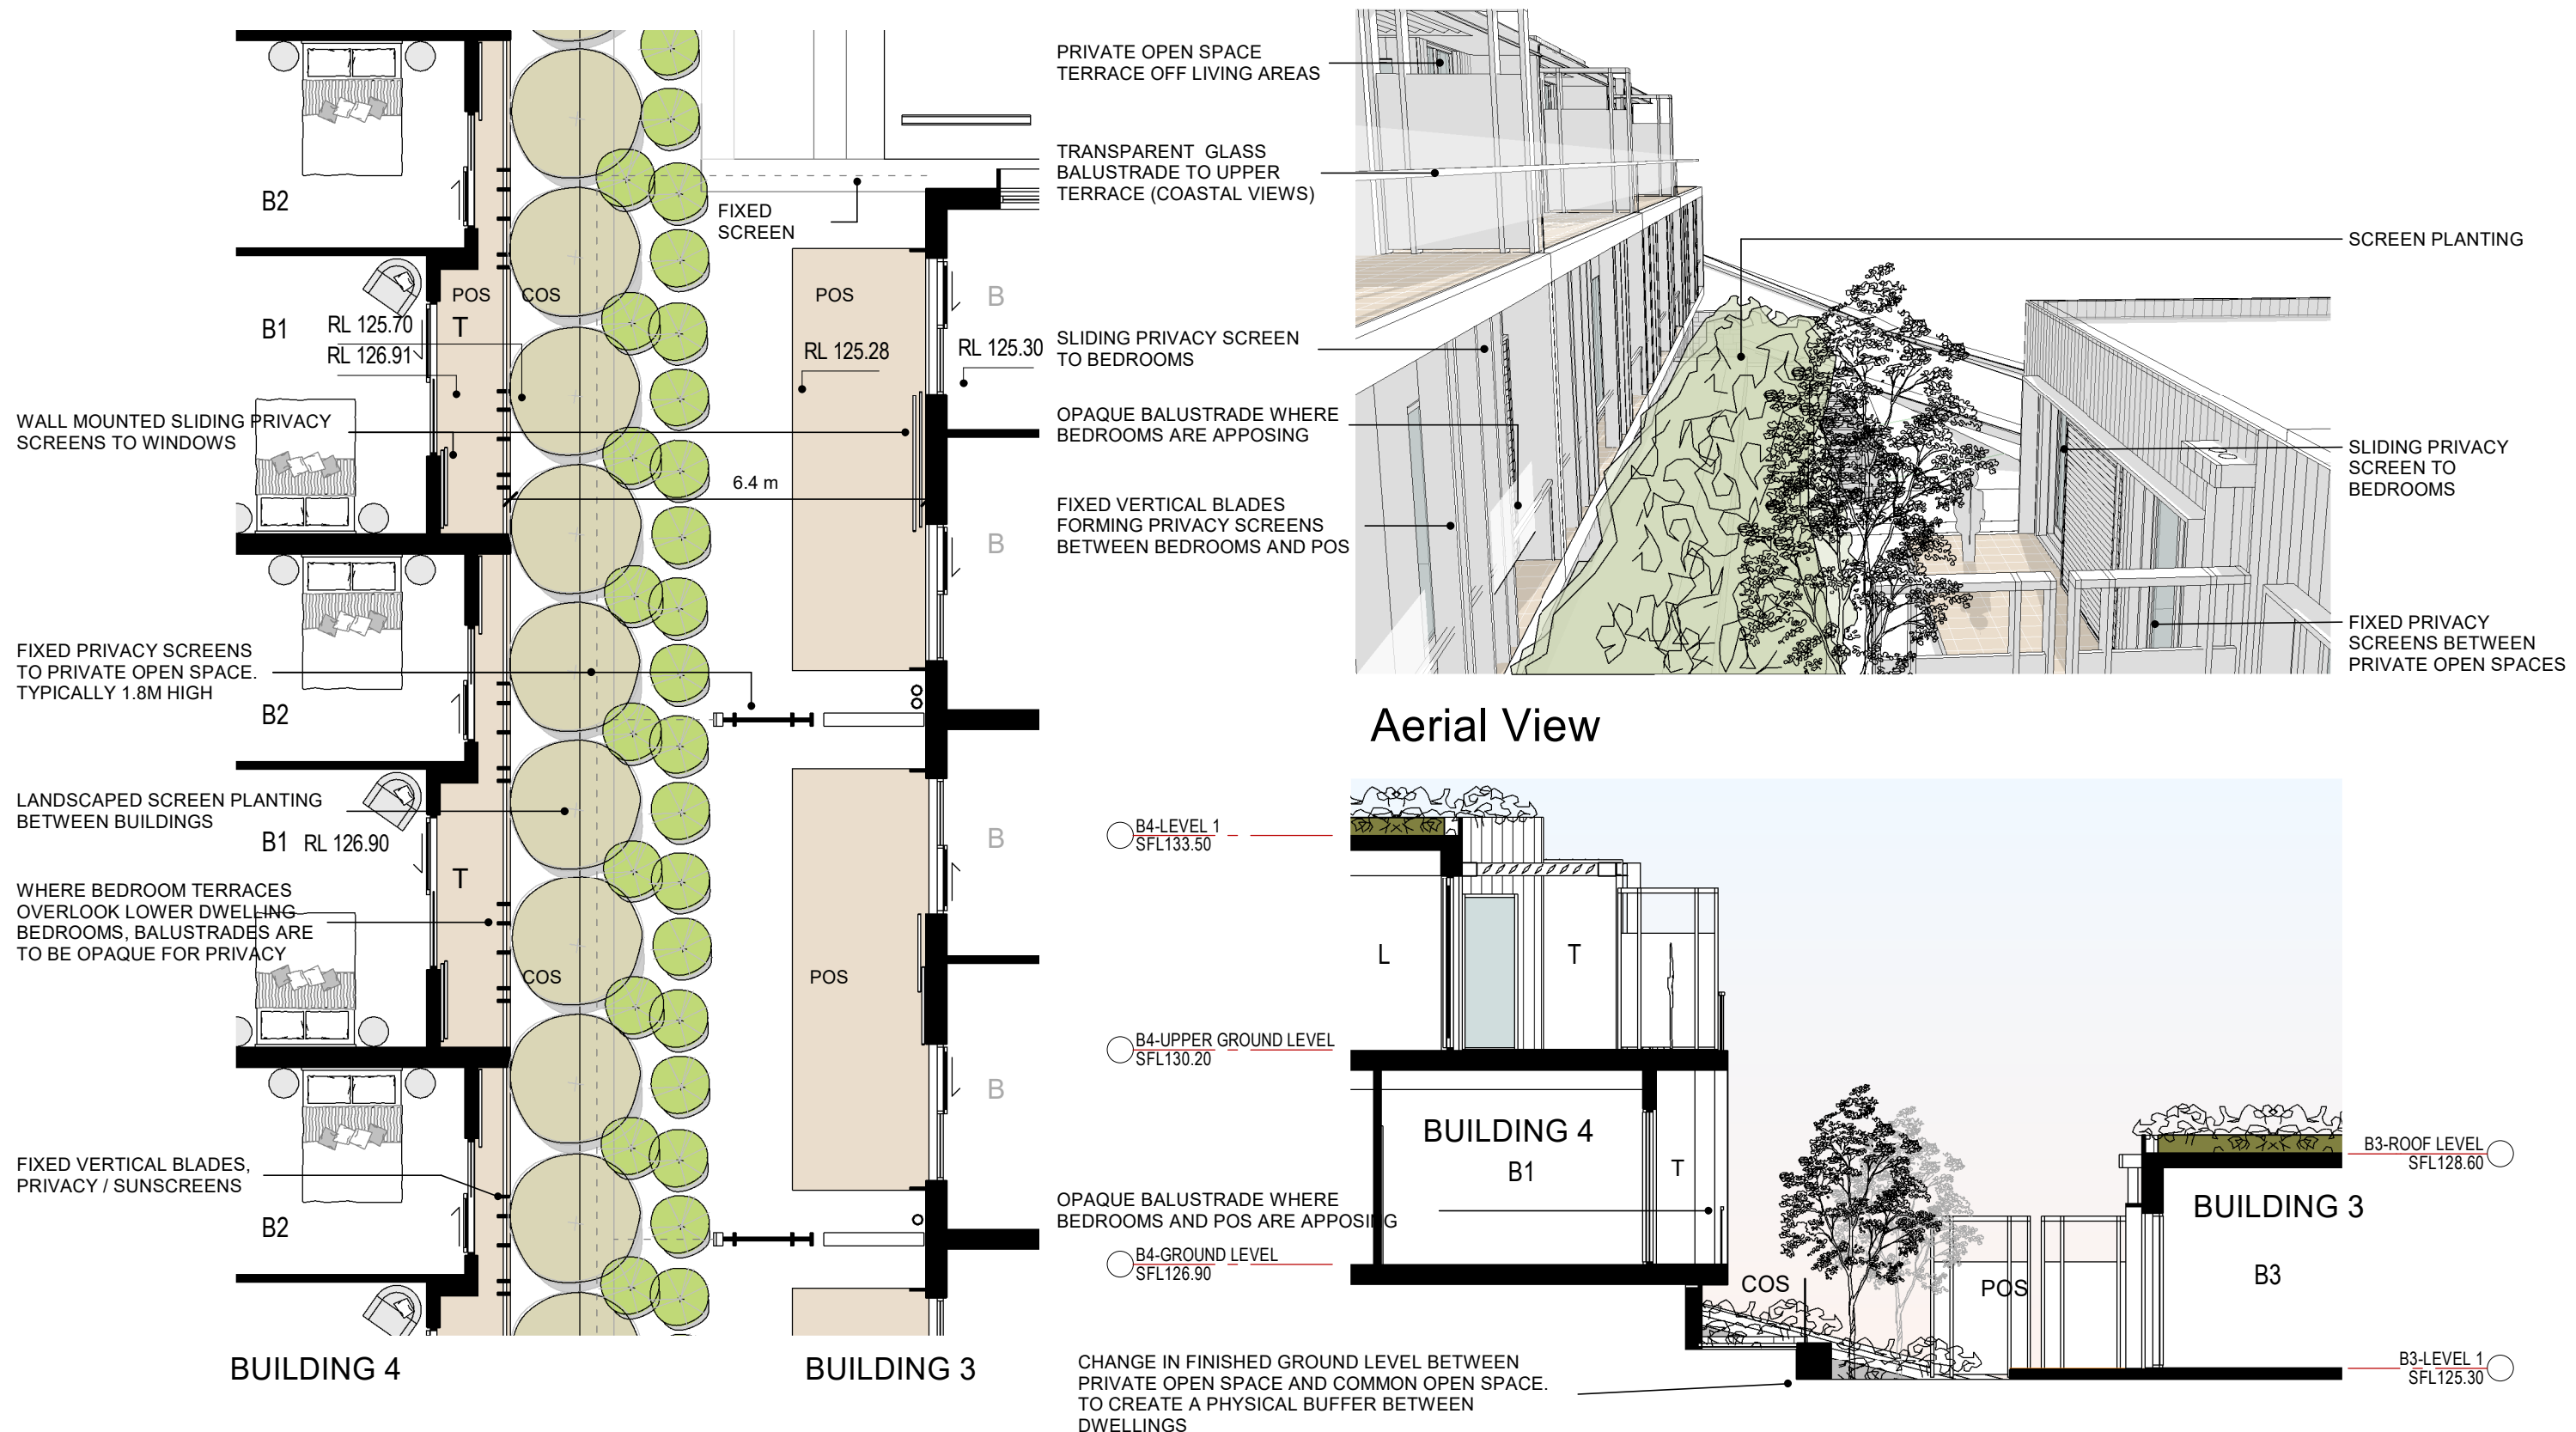 B2
B1
RL 125.70
RL 126.91
POS
COS
T
WALL MOUNTED SLIDING PRIVACY
SCREENS TO WINDOWS
FIXED PRIVACY SCREENS
TO PRIVATE OPEN SPACE.
TYPICALLY 1.8M HIGH
B2
LANDSCAPED SCREEN PLANTING
BETWEEN BUILDINGS
B1
RL 126.90
T
WHERE BEDROOM TERRACES
OVERLOOK LOWER DWELLING
BEDROOMS, BALUSTRADES ARE
TO BE OPAQUE FOR PRIVACY
COS
FIXED VERTICAL BLADES,
PRIVACY / SUNSCREENS
B2
BUILDING 4
FIXED
SCREEN
POS
B
RL 125.28
RL 125.30
6.4 m
B
B
POS
B
BUILDING 3
PRIVATE OPEN SPACE
TERRACE OFF LIVING AREAS
TRANSPARENT GLASS
BALUSTRADE TO UPPER
TERRACE (COASTAL VIEWS)
SLIDING PRIVACY SCREEN
TO BEDROOMS
OPAQUE BALUSTRADE WHERE
BEDROOMS ARE APPOSING
FIXED VERTICAL BLADES
FORMING PRIVACY SCREENS
BETWEEN BEDROOMS AND POS
SCREEN PLANTING
SLIDING PRIVACY
SCREEN TO
BEDROOMS
FIXED PRIVACY
SCREENS BETWEEN
PRIVATE OPEN SPACES
Aerial View
B4-LEVEL 1
SFL133.50
L
T
B4-UPPER GROUND LEVEL
SFL130.20
BUILDING 4
B1
T
OPAQUE BALUSTRADE WHERE
BEDROOMS AND POS ARE APPOSING
B4-GROUND LEVEL
SFL126.90
COS
POS
B3-ROOF LEVEL
SFL128.60
BUILDING 3
B3
B3-LEVEL 1
SFL125.30
CHANGE IN FINISHED GROUND LEVEL BETWEEN
PRIVATE OPEN SPACE AND COMMON OPEN SPACE.
TO CREATE A PHYSICAL BUFFER BETWEEN
DWELLINGS